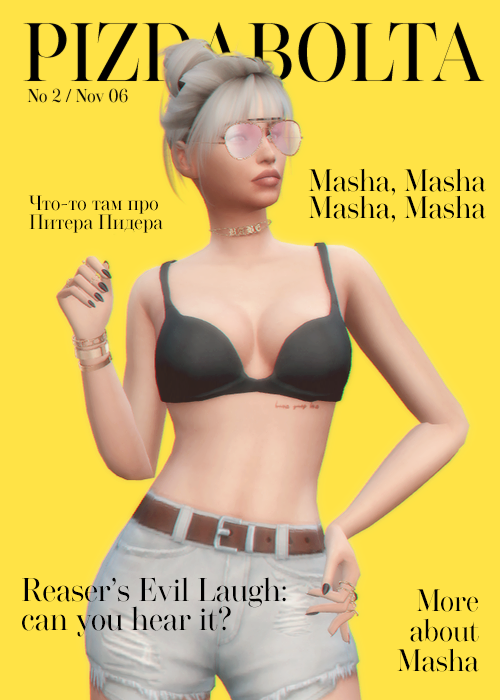 PIZDABOLTA
No 2 / Nov 06
Masha, Masha
Masha, Masha
Что-то там про
Питера Пидера
Reaser's Evil Laugh:
can you hear it?
More
about
Masha